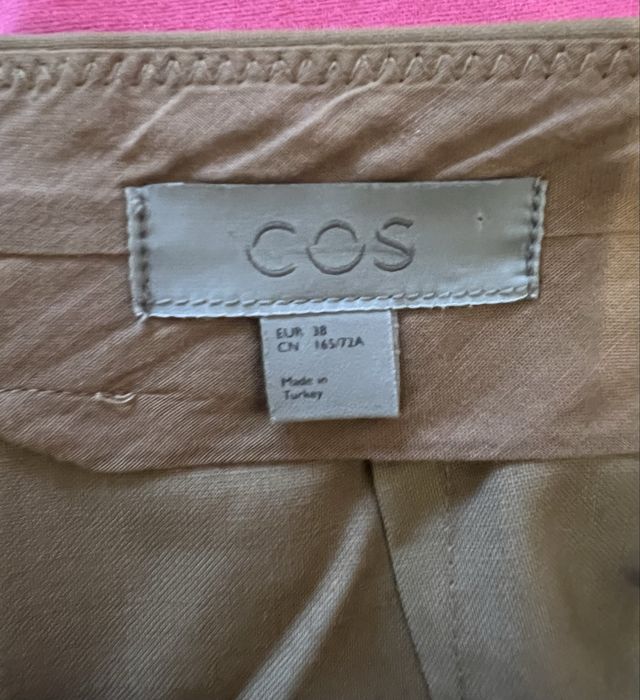 COS
EUR 38
CN 165/72A
Made in
Turkey